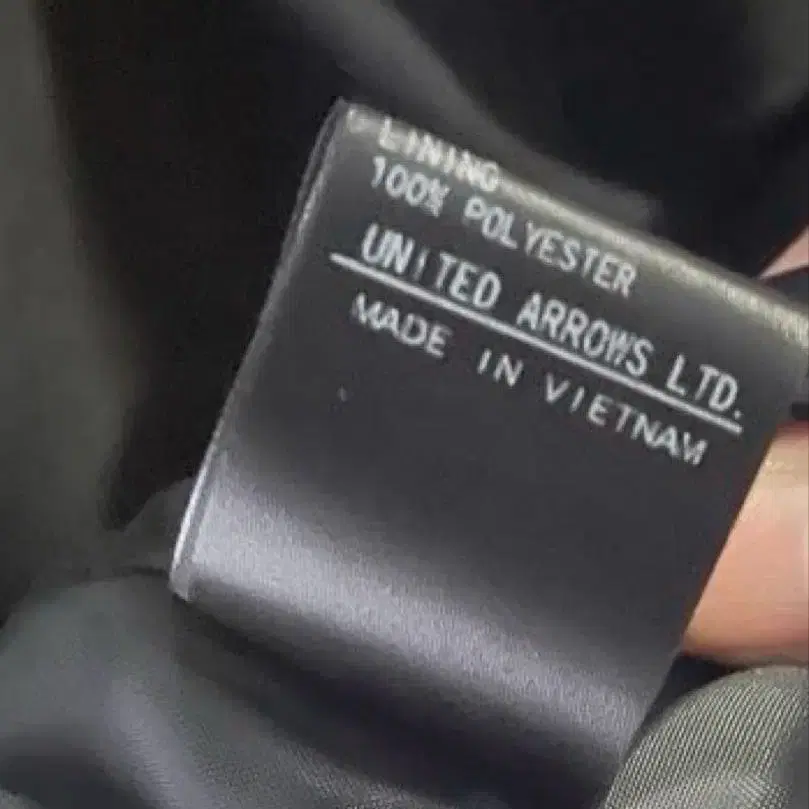 LINING
100% POLYESTER
UNITED ARROWS LTD.
MADE IN VIETNAM